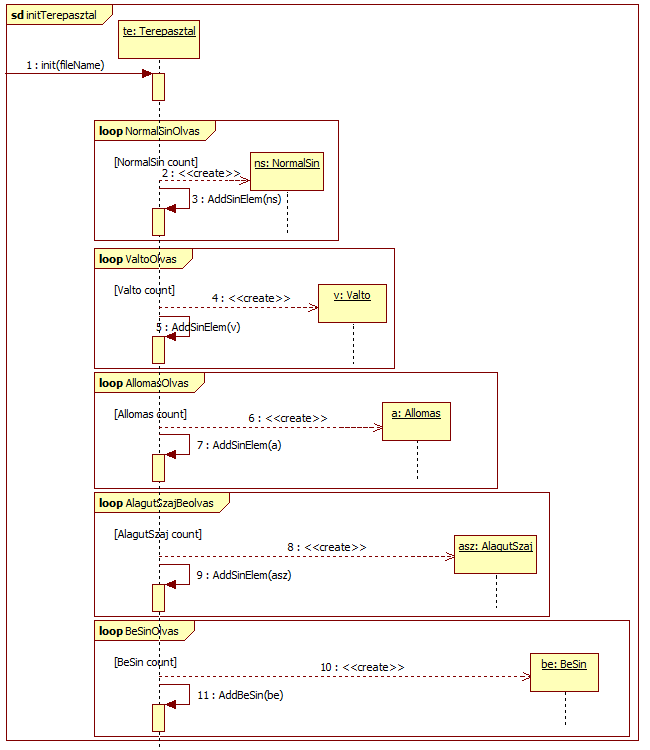 sd initTerepasztal
te: Terepasztal
1 : init(fileName)
loop NormalSinOlvas
[NormalSin count]
2 : <<create>>
ns: NormalSin
3 : AddSinElem(ns)
loop ValtoOlvas
[Valto count]
4 : <<create>>
v: Valto
5 : AddSinElem(v)
loop AllomasOlvas
[Allomas count]
6 : <<create>>
a: Allomas
7 : AddSinElem(a)
loop AlagutSzajBeolvas
[AlagutSzaj count]
8 : <<create>>
asz: AlagutSzaj
9 : AddSinElem(asz)
loop BeSinOlvas
[BeSin count]
10 : <<create>>
be: BeSin
11 : AddBeSin(be)